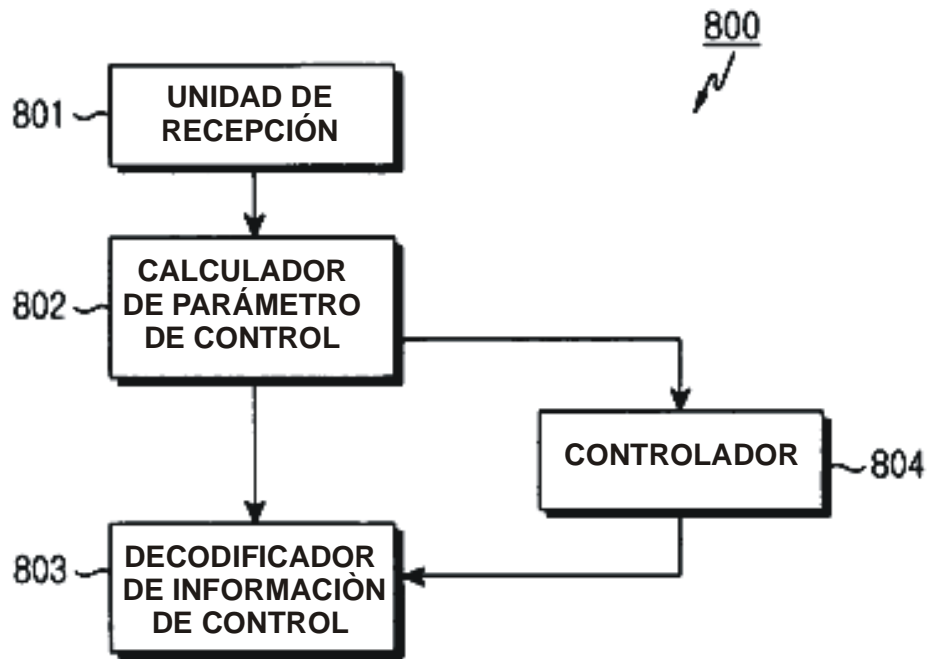 800
801
UNIDAD DE
RECEPCIÓN
802
CALCULADOR
DE PARÁMETRO
DE CONTROL
CONTROLADOR
804
803
DECODIFICADOR
DE INFORMACIÒN
DE CONTROL